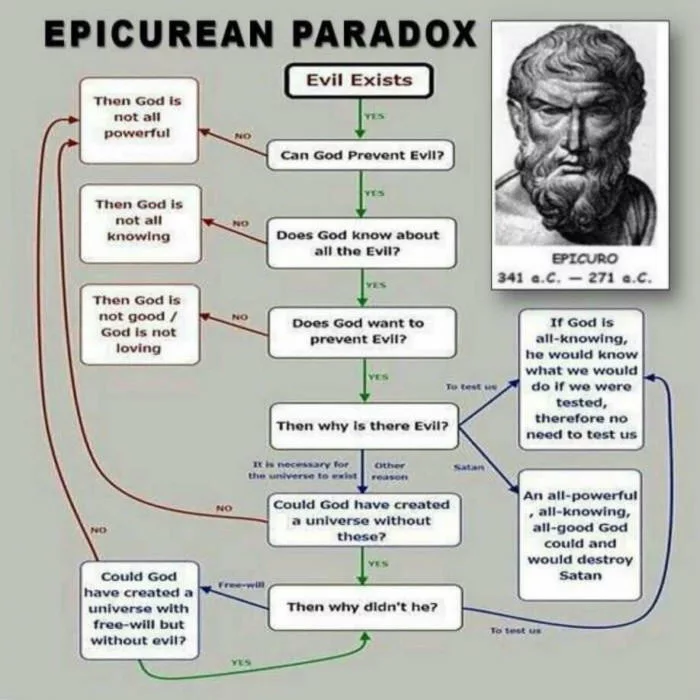 EPICUREAN PARADOX
Evil Exists
YES
Then God is
not all
powerful
NO
Can God Prevent Evil?
YES
Then God is
not all
knowing
NO
Does God know about
all the Evil?
YES
EPICURO
341 a.C. — 271 a.C.
Then God is
not good /
God is not
loving
NO
Does God want to
prevent Evil?
YES
To test us
If God is
all-knowing,
he would know
what we would
do if we were
tested,
therefore no
need to test us
Then why is there Evil?
It is necessary for
the universe to exist
Other
reason
Satan
An all-powerful
, all-knowing,
all-good God
could and
would destroy
Satan
NO
Could God have created
a universe without
these?
YES
NO
Could God
have created a
universe with
free-will but
without evil?
Free-will
Then why didn't he?
To test us
YES